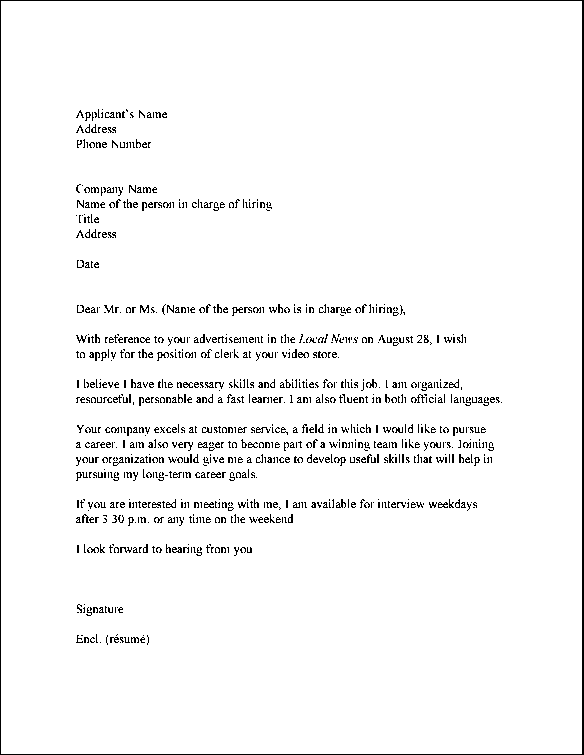 Applicant's Name
Address
Phone Number
Company Name
Name of the person in charge of hiring
Title
Address
Date
Dear Mr. or Ms. (Name of the person who is in charge of hiring),
With reference to your advertisement in the Local News on August 28, I wish
to apply for the position of clerk at your video store.
I believe I have the necessary skills and abilities for this job. I am organized,
resourceful, personable and a fast learner. I am also fluent in both official languages.
Your company excels at customer service, a field in which I would like to pursue
a career. I am also very eager to become part of a winning team like yours. Joining
your organization would give me a chance to develop useful skills that will help in
pursuing my long-term career goals.
If you are interested in meeting with me, I am available for interview weekdays
after 3 30 p.m. or any time on the weekend
I look forward to hearing from you
Signature
Encl. (résumé)